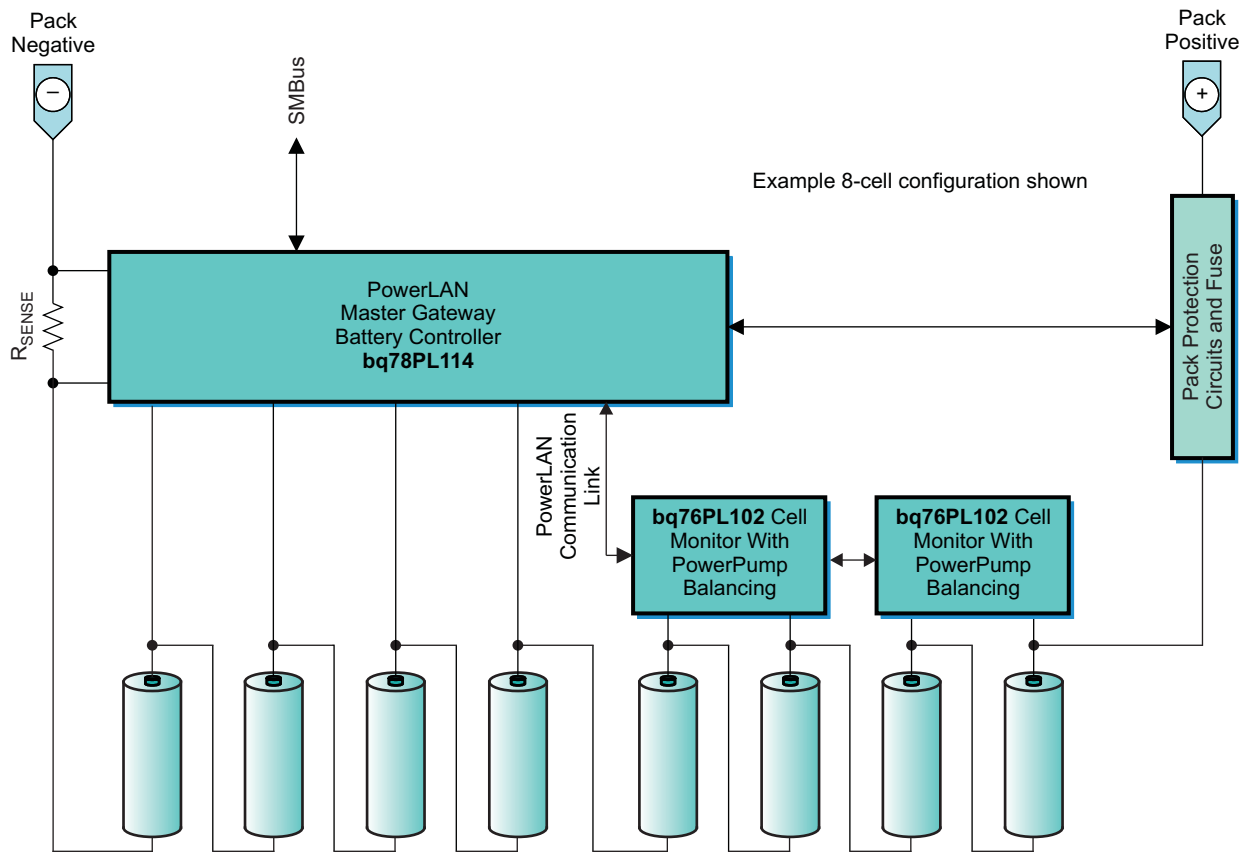 Pack
Negative
−
SMBus
Pack
Positive
+
Example 8-cell configuration shown
RSENSE
PowerLAN
Master Gateway
Battery Controller
bq78PL114
Pack Protection
Circuits and Fuse
PowerLAN
Communication
Link
bq76PL102 Cell
Monitor With
PowerPump
Balancing
bq76PL102 Cell
Monitor With
PowerPump
Balancing